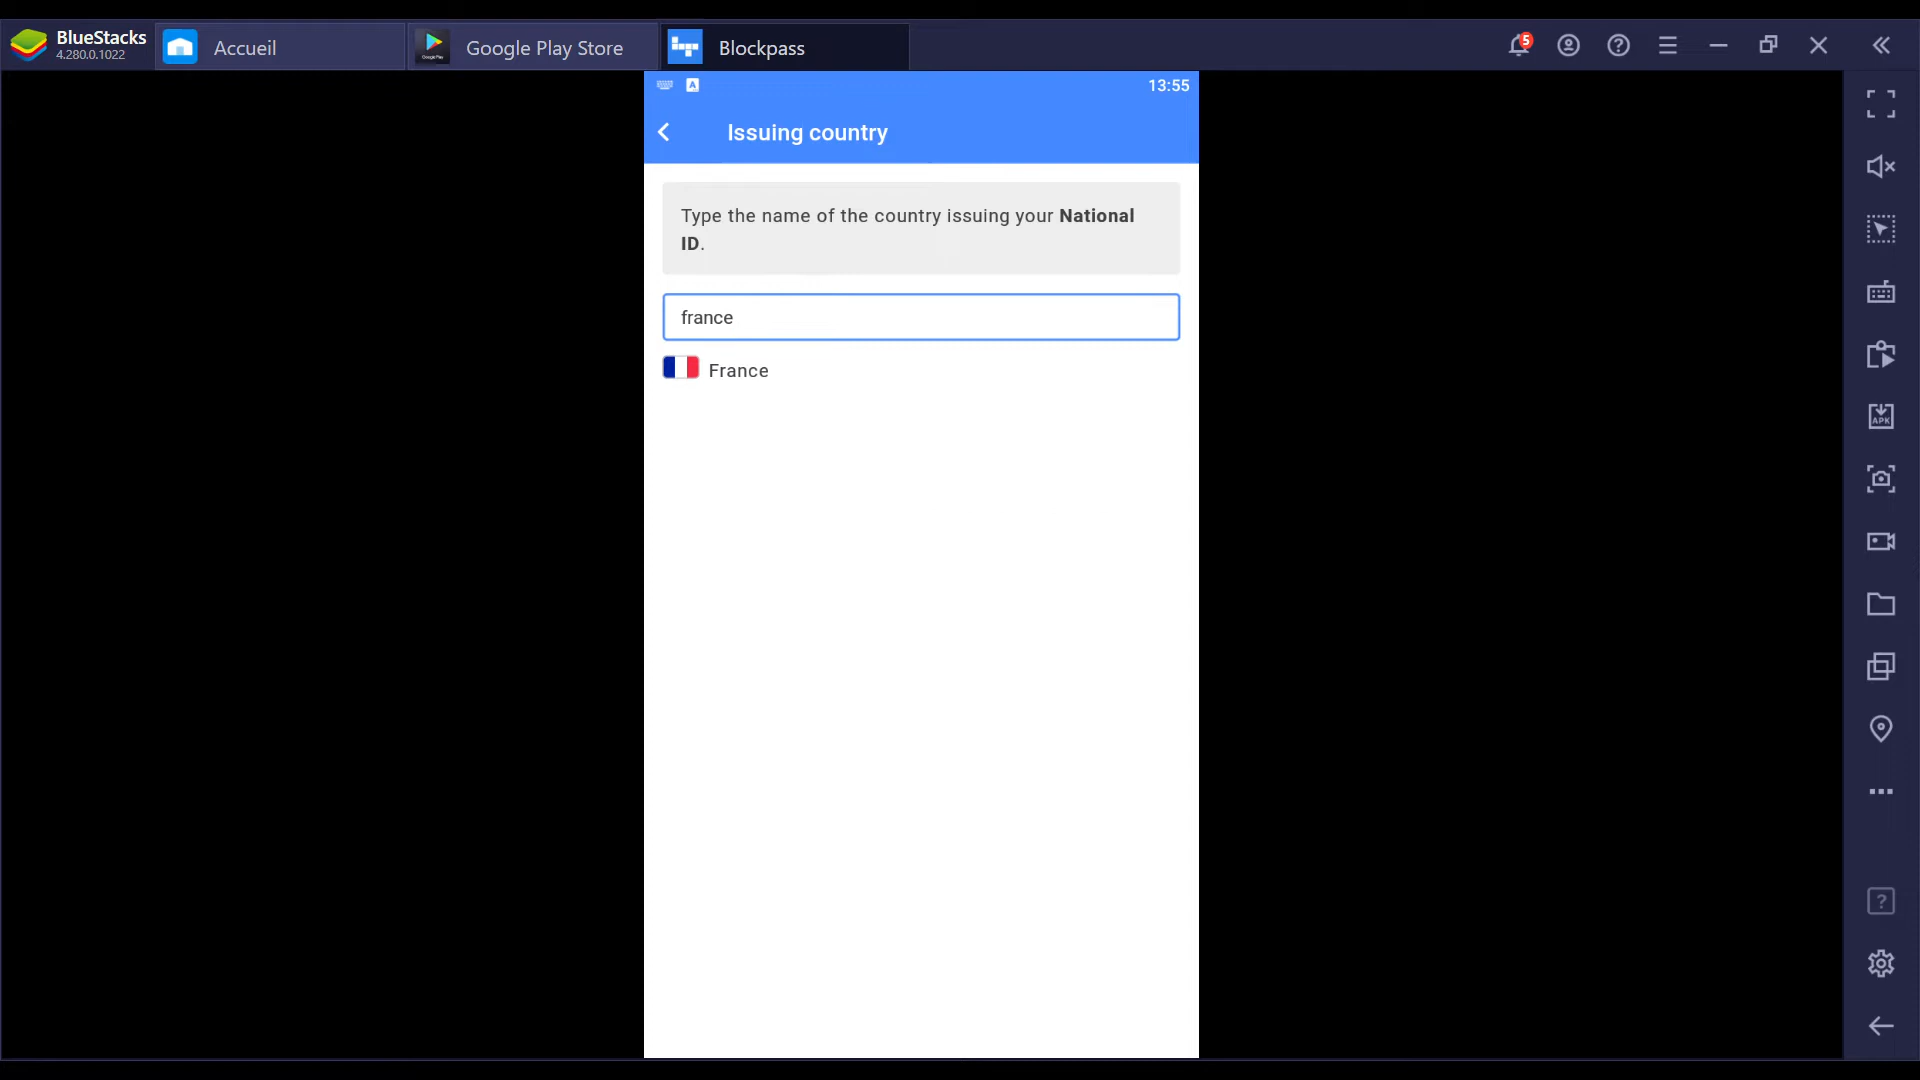 BlueStacks
4.280.0.1022
Accueil
Google Play Store
Blockpass
5
13:55
Issuing country
Type the name of the country issuing your National
ID.
france
France
APK